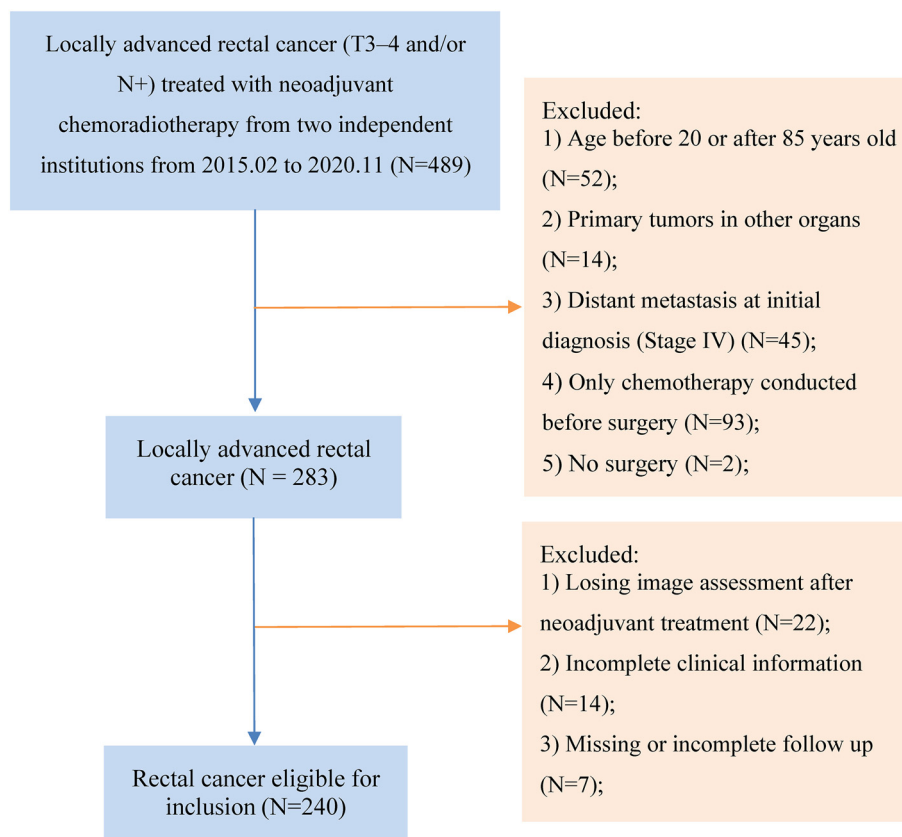 Locally advanced rectal cancer (T3–4 and/or
N+) treated with neoadjuvant
chemoradiotherapy from two independent
institutions from 2015.02 to 2020.11 (N=489)
Excluded:
1) Age before 20 or after 85 years old
(N=52);
2) Primary tumors in other organs
(N=14);
3) Distant metastasis at initial
diagnosis (Stage IV) (N=45);
4) Only chemotherapy conducted
before surgery (N=93);
5) No surgery (N=2);
Locally advanced rectal
cancer (N = 283)
Excluded:
1) Losing image assessment after
neoadjuvant treatment (N=22);
2) Incomplete clinical information
(N=14);
3) Missing or incomplete follow up
(N=7);
Rectal cancer eligible for
inclusion (N=240)